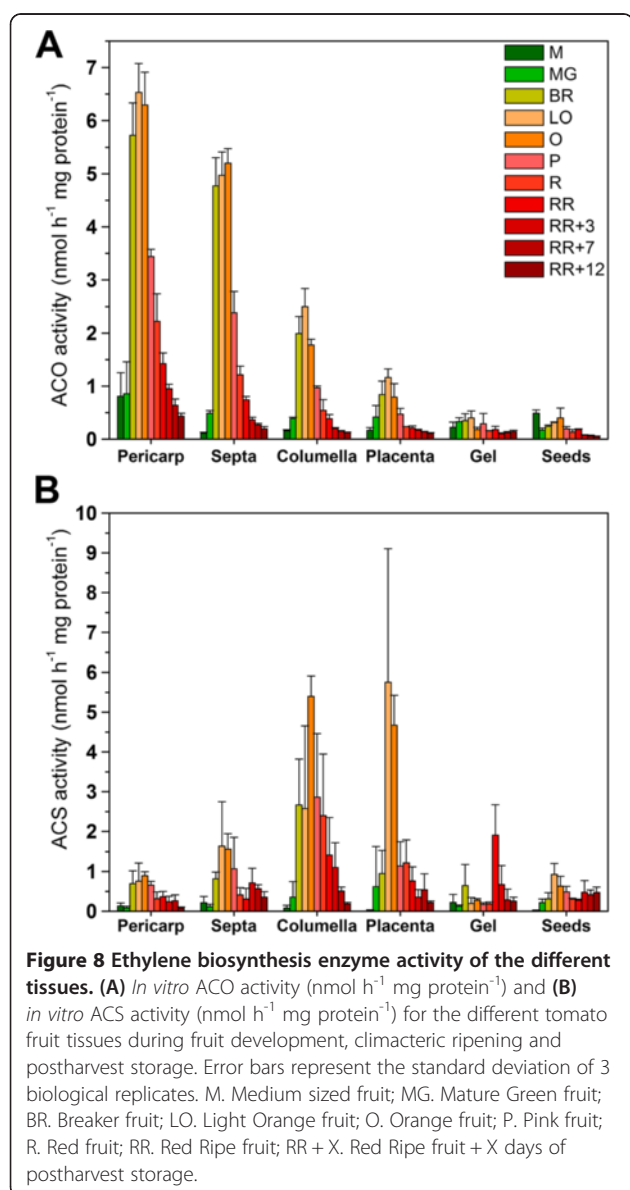 A
7
6
5
4
3
2
1
0
ACO activity (nmol h⁻¹ mg protein⁻¹)
M
MG
BR
LO
O
P
R
RR
RR+3
RR+7
RR+12
Pericarp Septa Columella Placenta Gel Seeds
B
10
9
8
7
6
5
4
3
2
1
0
ACS activity (nmol h⁻¹ mg protein⁻¹)
Pericarp Septa Columella Placenta Gel Seeds
Figure 8 Ethylene biosynthesis enzyme activity of the different
tissues. (A) In vitro ACO activity (nmol h⁻¹ mg protein⁻¹) and (B)
in vitro ACS activity (nmol h⁻¹ mg protein⁻¹) for the different tomato
fruit tissues during fruit development, climacteric ripening and
postharvest storage. Error bars represent the standard deviation of 3
biological replicates. M. Medium sized fruit; MG. Mature Green fruit;
BR. Breaker fruit; LO. Light Orange fruit; O. Orange fruit; P. Pink fruit;
R. Red fruit; RR. Red Ripe fruit; RR + X. Red Ripe fruit + X days of
postharvest storage.